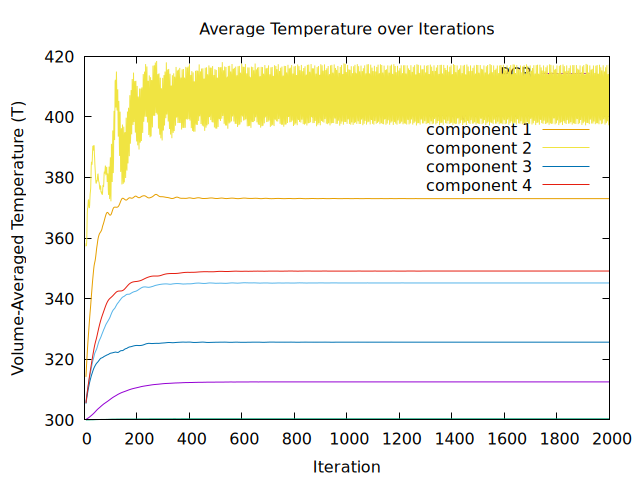 Average Temperature over Iterations
Volume-Averaged Temperature (T)
420
400
380
360
340
320
300
component 1
component 2
component 3
component 4
0 200 400 600 800 1000 1200 1400 1600 1800 2000
Iteration